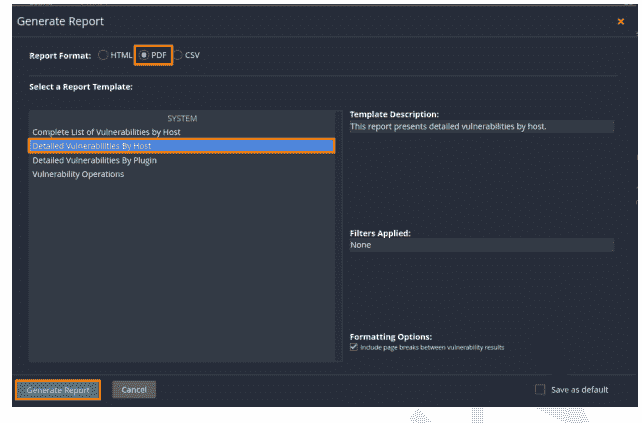 Generate Report
Report Format: HTML PDF CSV
Select a Report Template:
SYSTEM
Complete List of Vulnerabilities by Host
Detailed Vulnerabilities By Host
Detailed Vulnerabilities By Plugin
Vulnerability Operations
Template Description:
This report presents detailed vulnerabilities by host.
Filters Applied:
None
Formatting Options:
Include page breaks between vulnerability results
Generate Report Cancel Save as default